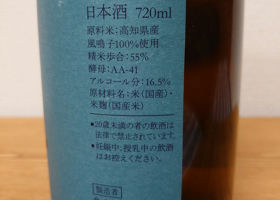 日本酒 720ml
原料米:高知県産
風鳴子100%使用
精米歩合:55%
酵母:AA-41
アルコール分:16.5%
原材料名:米(国産)・
米麹(国産米)
●20歳未満の者の飲酒は
法律で禁止されています。
●妊娠中、授乳中の飲酒
はお控えください。
製造者